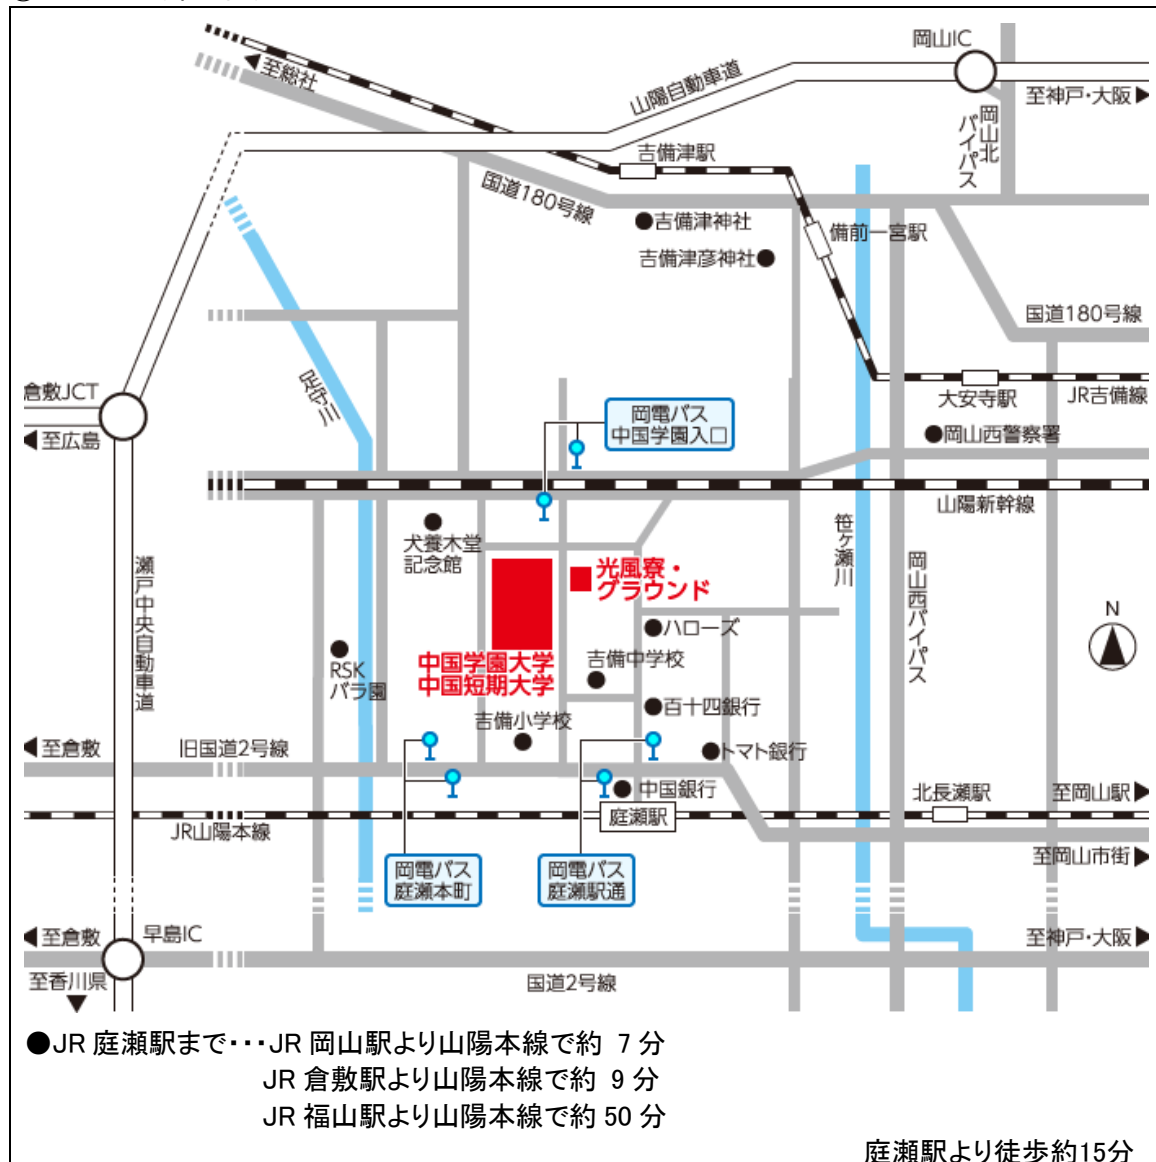 岡山IC
至総社
山陽自動車道
至神戸・大阪
岡山北
バイパス
吉備津駅
国道180号線
吉備津神社
備前一宮駅
吉備津彦神社
国道180号線
足守川
倉敷JCT
大安寺駅
JR吉備線
岡電バス
中国学園入口
至広島
岡山西警察署
山陽新幹線
犬養木堂
記念館
笹ヶ瀬川
岡山西バイパス
瀬戸中央自動車道
光風寮・
グラウンド
N
ハローズ
中国学園大学
中国短期大学
吉備中学校
RSK
バラ園
百十四銀行
吉備小学校
至倉敷
旧国道2号線
トマト銀行
中国銀行
北長瀬駅
至岡山駅
庭瀬駅
JR山陽本線
至岡山市街
岡電バス
庭瀬本町
岡電バス
庭瀬駅通
至倉敷
早島IC
至神戸・大阪
至香川県
国道2号線
●JR 庭瀬駅まで・・・JR 岡山駅より山陽本線で約 7 分
JR 倉敷駅より山陽本線で約 9 分
JR 福山駅より山陽本線で約 50 分
庭瀬駅より徒歩約15分